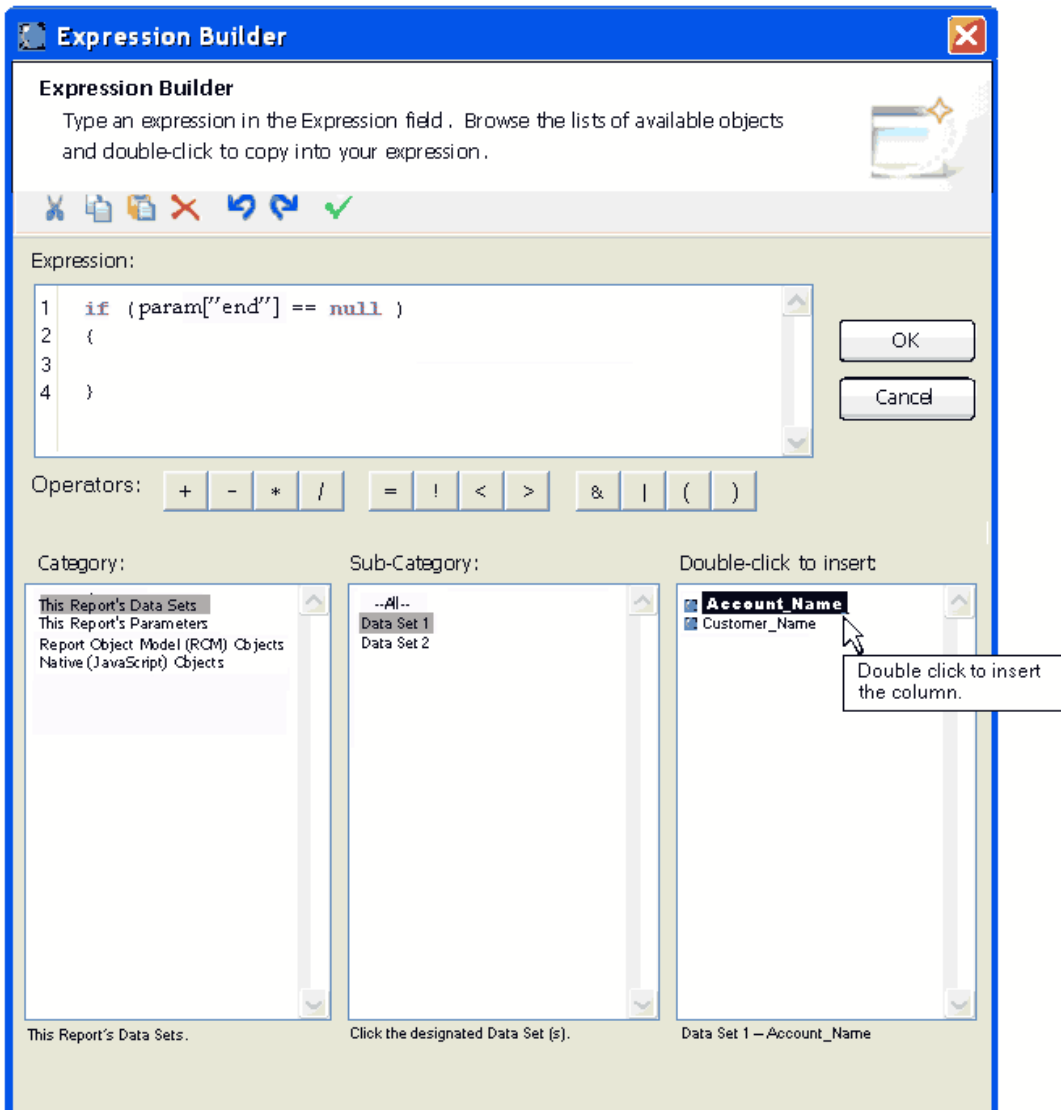 Expression Builder
Expression Builder
Type an expression in the Expression field . Browse the lists of available objects
and double-click to copy into your expression .
Expression:
1 if (param["end"] == null )
2 {
3
4 }
OK
Cancel
Operators: + - * / = ! < > & | ( )
Category: Sub-Category: Double-click to insert:
This Report's Data Sets
This Report's Parameters
Report Object Model (ROM) Objects
Native (JavaScript) Objects
--All--
Data Set 1
Data Set 2
Account_Name
Customer_Name
Double click to insert
the column.
This Report's Data Sets.
Click the designated Data Set (s).
Data Set 1 – Account_Name